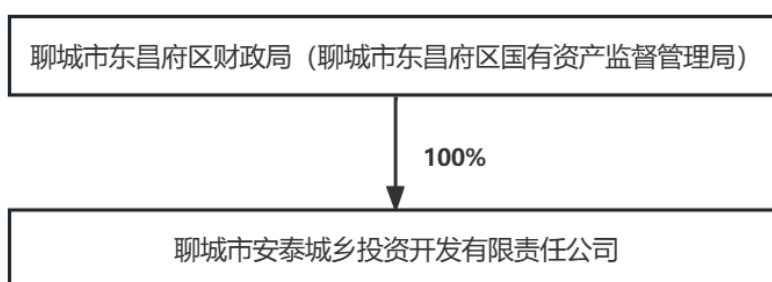 聊城市东昌府区财政局（聊城市东昌府区国有资产监督管理局）
100%
聊城市安泰城乡投资开发有限责任公司